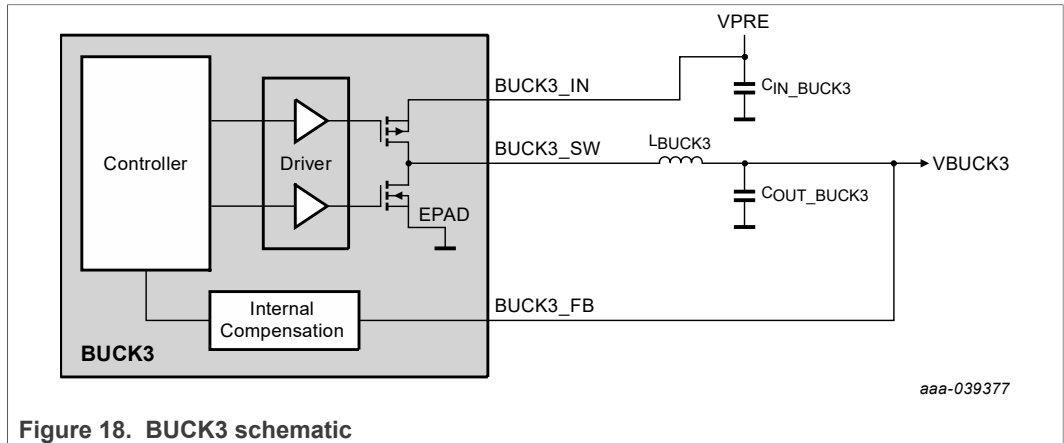 VPRE
BUCK3_IN
CIN_BUCK3
Controller
Driver
BUCK3_SW
LBUCK3
VBUCK3
COUT_BUCK3
EPAD
BUCK3_FB
Internal
Compensation
BUCK3
aaa-039377
Figure 18. BUCK3 schematic